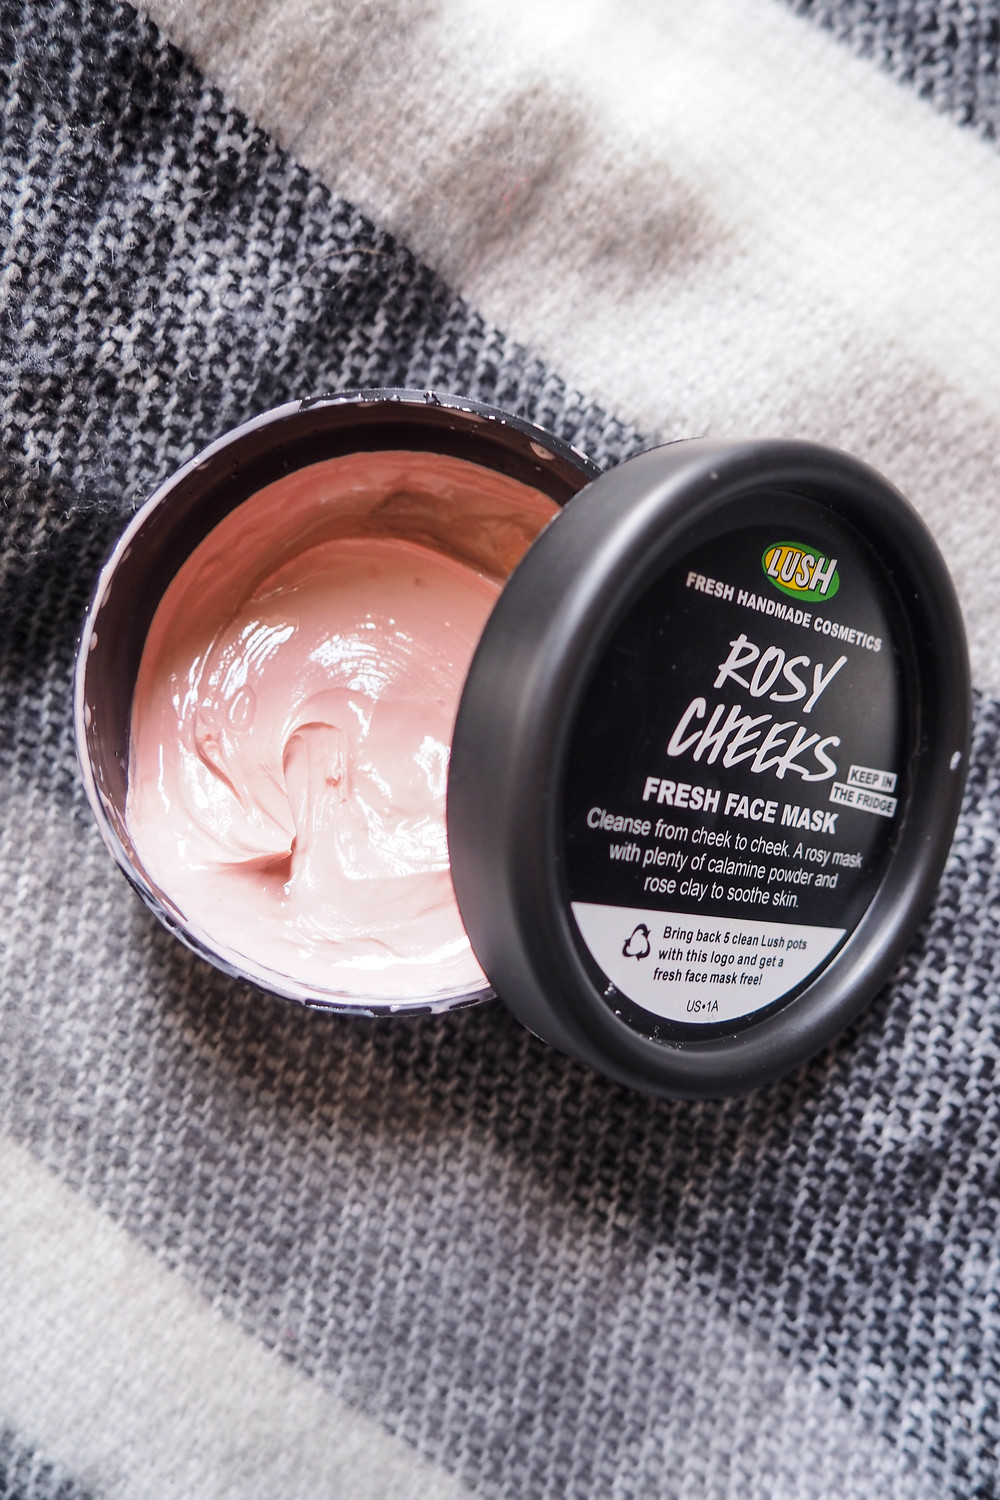 LUSH
FRESH HANDMADE COSMETICS
ROSY
CHEEKS
KEEP IN
THE FRIDGE
FRESH FACE MASK
Cleanse from cheek to cheek. A rosy mask
with plenty of calamine powder and
rose clay to soothe skin.
Bring back 5 clean Lush pots
with this logo and get a
fresh face mask free!
US•1A